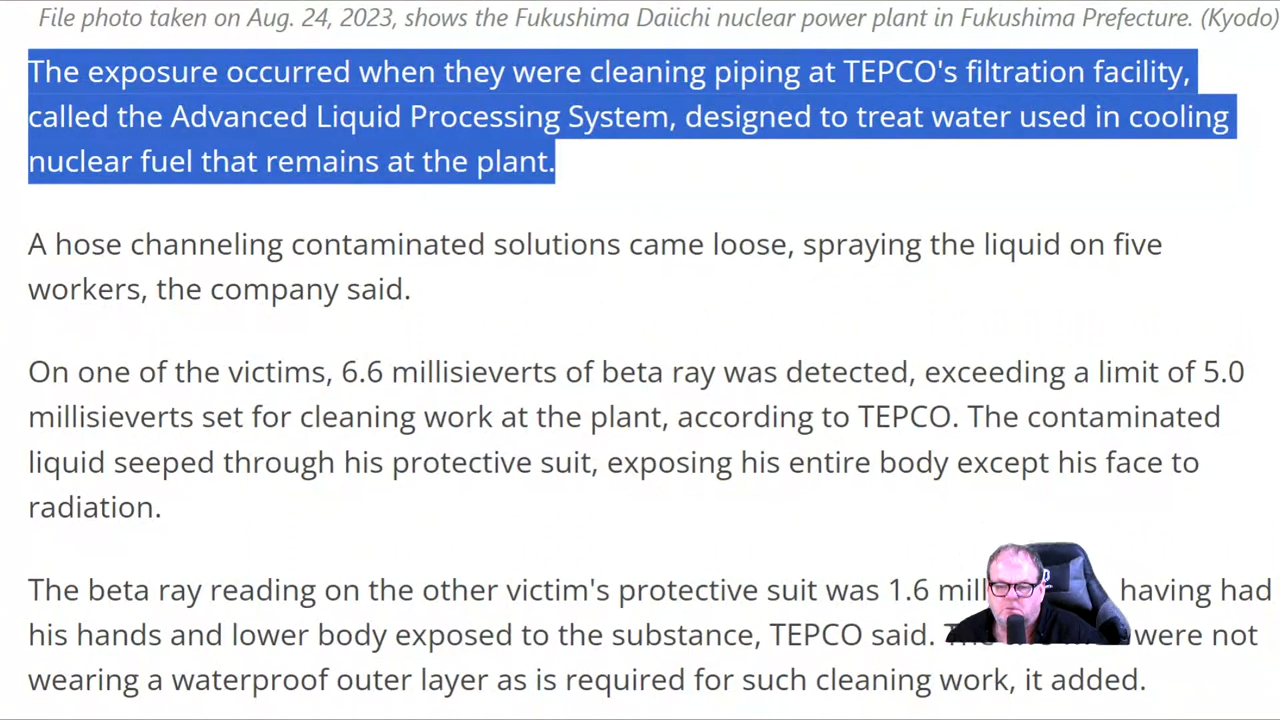 File photo taken on Aug. 24, 2023, shows the Fukushima Daiichi nuclear power plant in Fukushima Prefecture. (Kyodo)
The exposure occurred when they were cleaning piping at TEPCO's filtration facility,
called the Advanced Liquid Processing System, designed to treat water used in cooling
nuclear fuel that remains at the plant.
A hose channeling contaminated solutions came loose, spraying the liquid on five
workers, the company said.
On one of the victims, 6.6 millisieverts of beta ray was detected, exceeding a limit of 5.0
millisieverts set for cleaning work at the plant, according to TEPCO. The contaminated
liquid seeped through his protective suit, exposing his entire body except his face to
radiation.
The beta ray reading on the other victim's protective suit was 1.6 having had
his hands and lower body exposed to the substance, TEPCO said. were not
wearing a waterproof outer layer as is required for such cleaning work, it added.